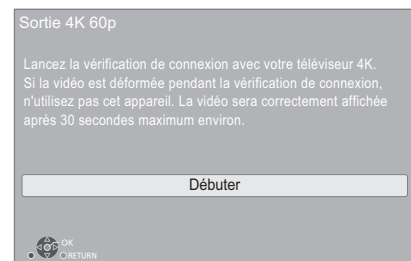 Sortie 4K 60p
Lancez la vérification de connexion avec votre téléviseur 4K.
Si la vidéo est déformée pendant la vérification de connexion,
n'utilisez pas cet appareil. La vidéo sera correctement affichée
après 30 secondes maximum environ.
Débuter
OK
RETURN